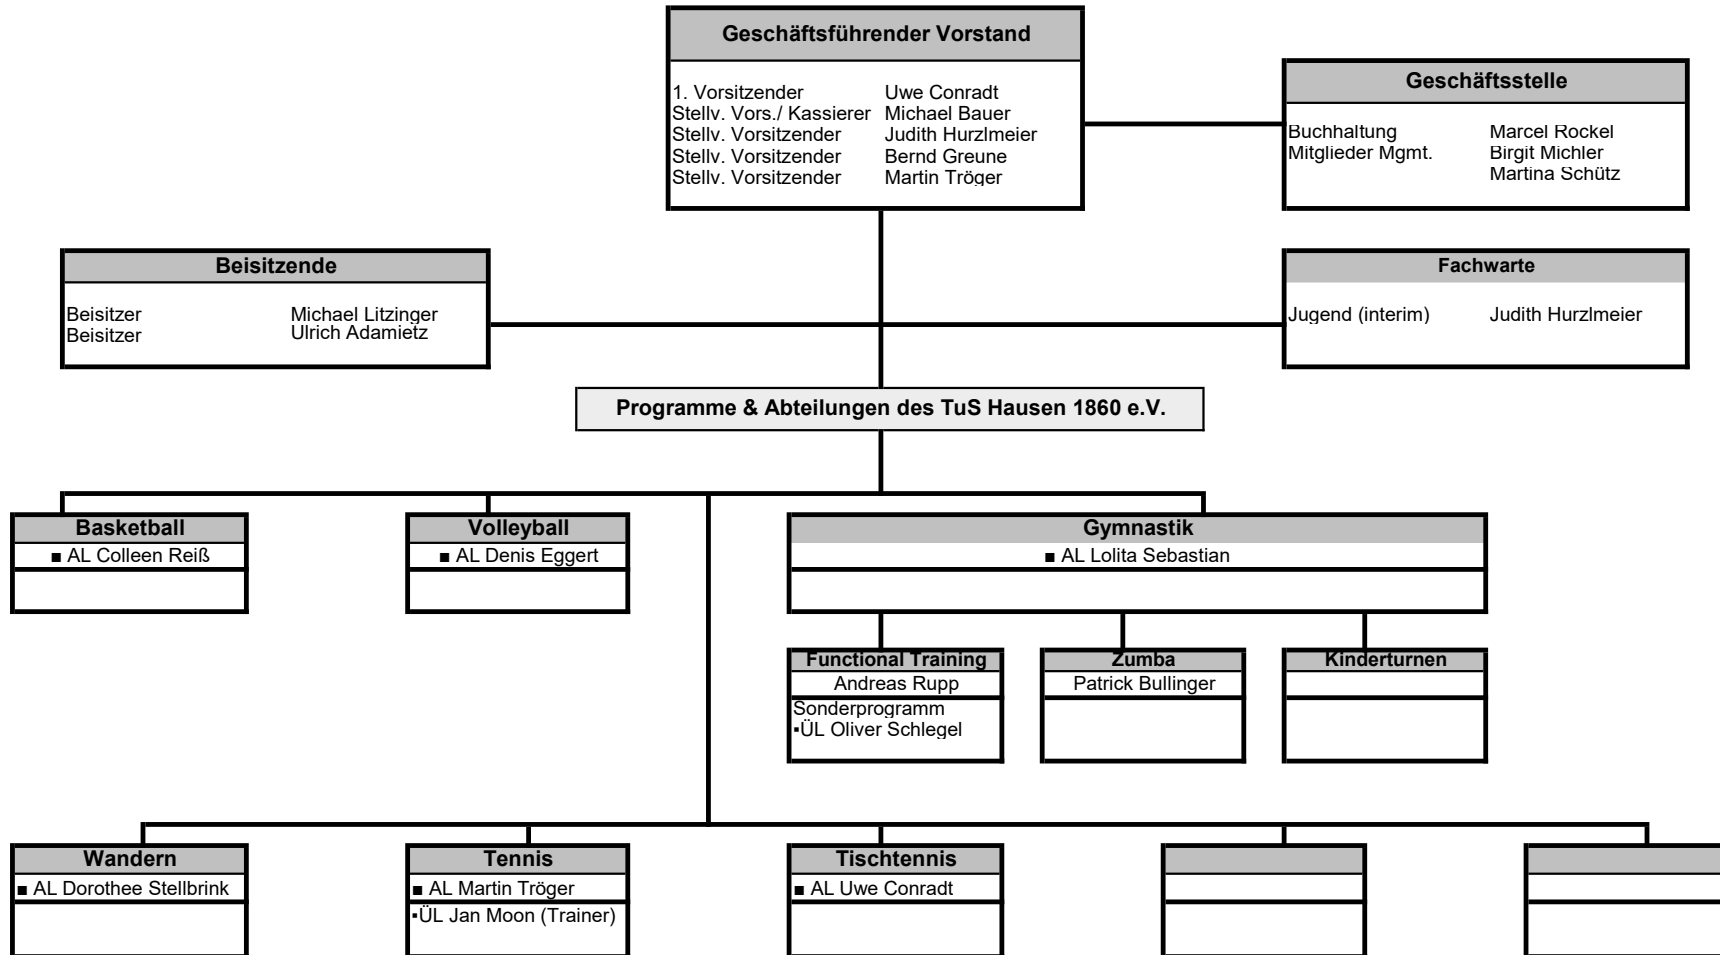 Geschäftsführender Vorstand
1. Vorsitzender Uwe Conradt
Stellv. Vors./ Kassierer Michael Bauer
Stellv. Vorsitzender Judith Hurzlmeier
Stellv. Vorsitzender Bernd Greune
Stellv. Vorsitzender Martin Tröger
Geschäftsstelle
Buchhaltung Marcel Rockel
Mitglieder Mgmt. Birgit Michler
Martina Schütz
Beisitzende
Beisitzer Michael Litzinger
Beisitzer Ulrich Adamietz
Fachwarte
Jugend (interim) Judith Hurzlmeier
Programme & Abteilungen des TuS Hausen 1860 e.V.
Basketball
▪ AL Colleen Reiß
Volleyball
▪ AL Denis Eggert
Gymnastik
▪ AL Lolita Sebastian
Functional Training
Andreas Rupp
Sonderprogramm
▪ÜL Oliver Schlegel
Zumba
Patrick Bullinger
Kinderturnen
Wandern
▪ AL Dorothee Stellbrink
Tennis
▪ AL Martin Tröger
▪ÜL Jan Moon (Trainer)
Tischtennis
▪ AL Uwe Conradt